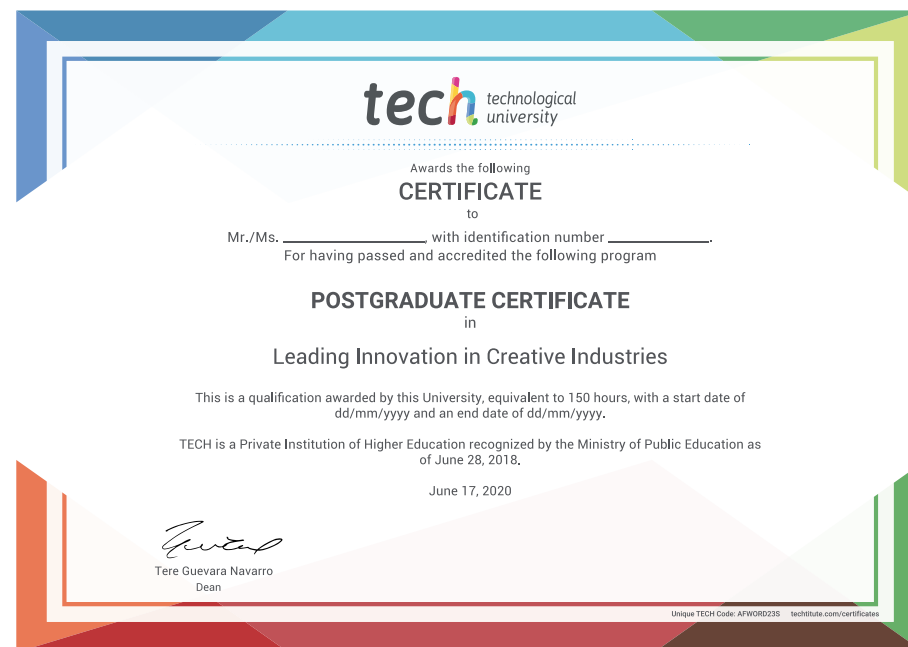 tech technological
university
Awards the following
CERTIFICATE
to
Mr./Ms. ____________, with identification number ____________.
For having passed and accredited the following program
POSTGRADUATE CERTIFICATE
in
Leading Innovation in Creative Industries
This is a qualification awarded by this University, equivalent to 150 hours, with a start date of
dd/mm/yyyy and an end date of dd/mm/yyyy.
TECH is a Private Institution of Higher Education recognized by the Ministry of Public Education as
of June 28, 2018.
June 17, 2020
Tere Guevara Navarro
Dean
Unique TECH Code: AFWORD23S techtitute.com/certificates